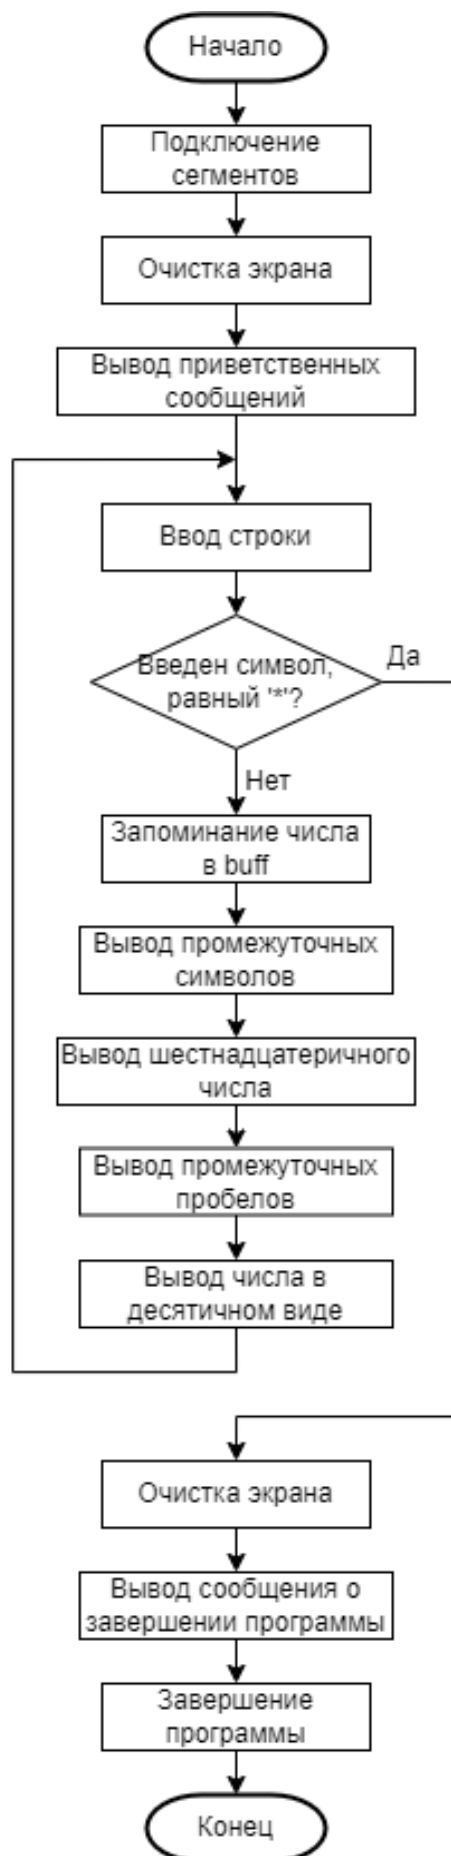 Начало
Подключение
сегментов
Очистка экрана
Вывод приветственных
сообщений
Ввод строки
Введен символ,
равный '*'?
Да
Нет
Запоминание числа
в buff
Вывод промежуточных
символов
Вывод шестнадцатеричного
числа
Вывод промежуточных
пробелов
Вывод числа в
десятичном виде
Очистка экрана
Вывод сообщения о
завершении программы
Завершение
программы
Конец